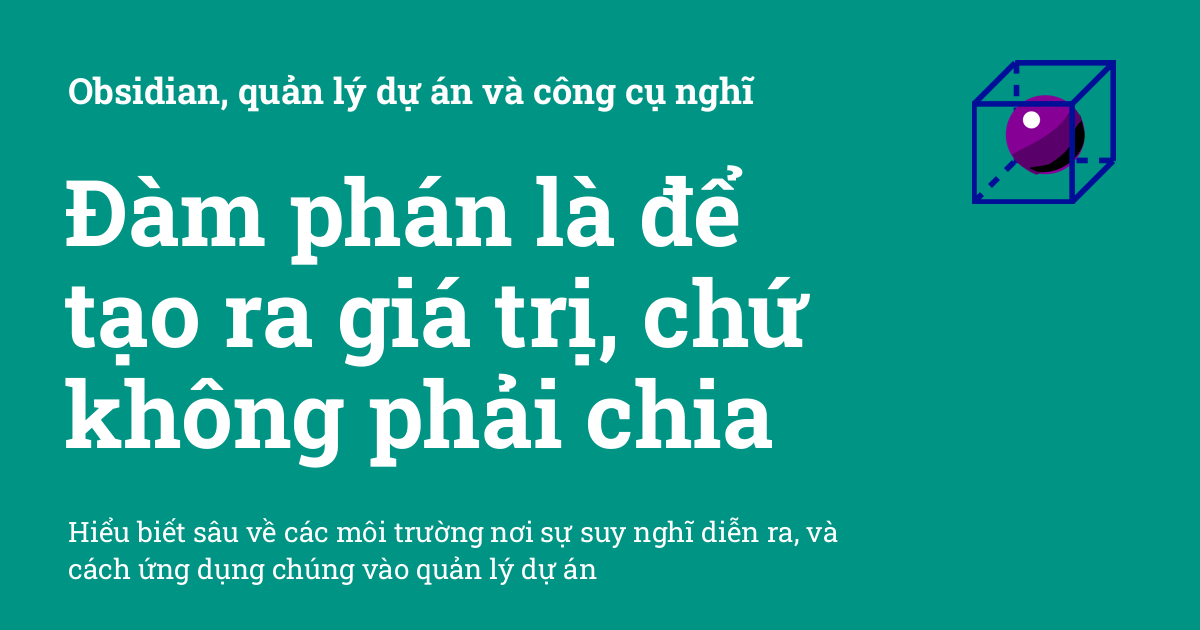 Obsidian, quản lý dự án và công cụ nghĩ
Đàm phán là để
tạo ra giá trị, chứ
không phải chia
Hiểu biết sâu về các môi trường nơi sự suy nghĩ diễn ra, và
cách ứng dụng chúng vào quản lý dự án